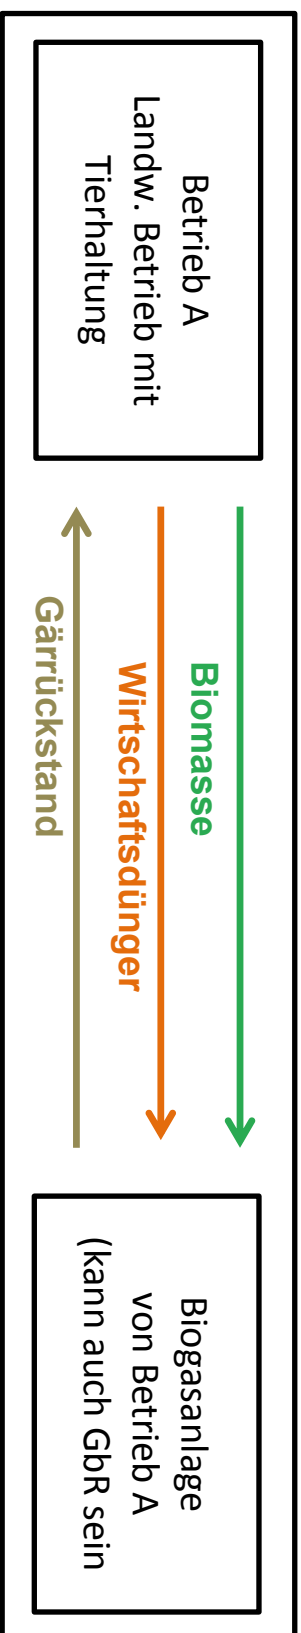 Betrieb A
Landw. Betrieb mit
Tierhaltung
Biomasse
Wirtschaftsdünger
Gärrückstand
Biogasanlage
von Betrieb A
(kann auch GbR sein